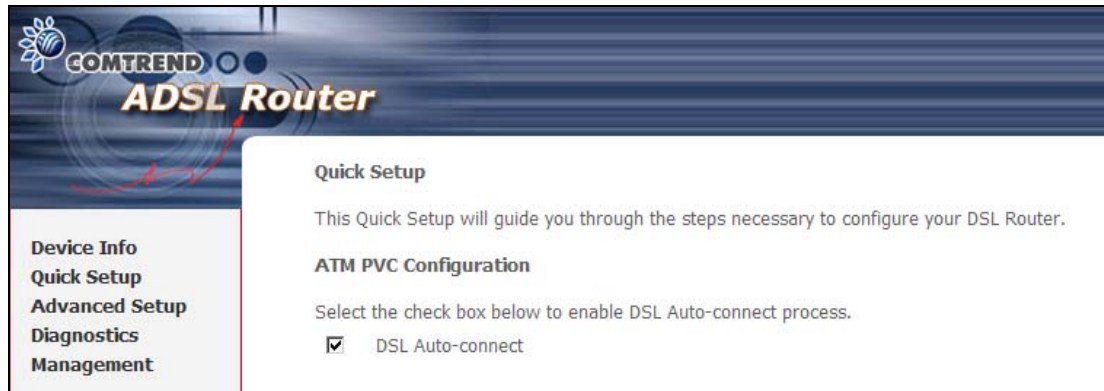 COMTREND
ADSL Router
Device Info
Quick Setup
Advanced Setup
Diagnostics
Management
Quick Setup
This Quick Setup will guide you through the steps necessary to configure your DSL Router.
ATM PVC Configuration
Select the check box below to enable DSL Auto-connect process.
DSL Auto-connect